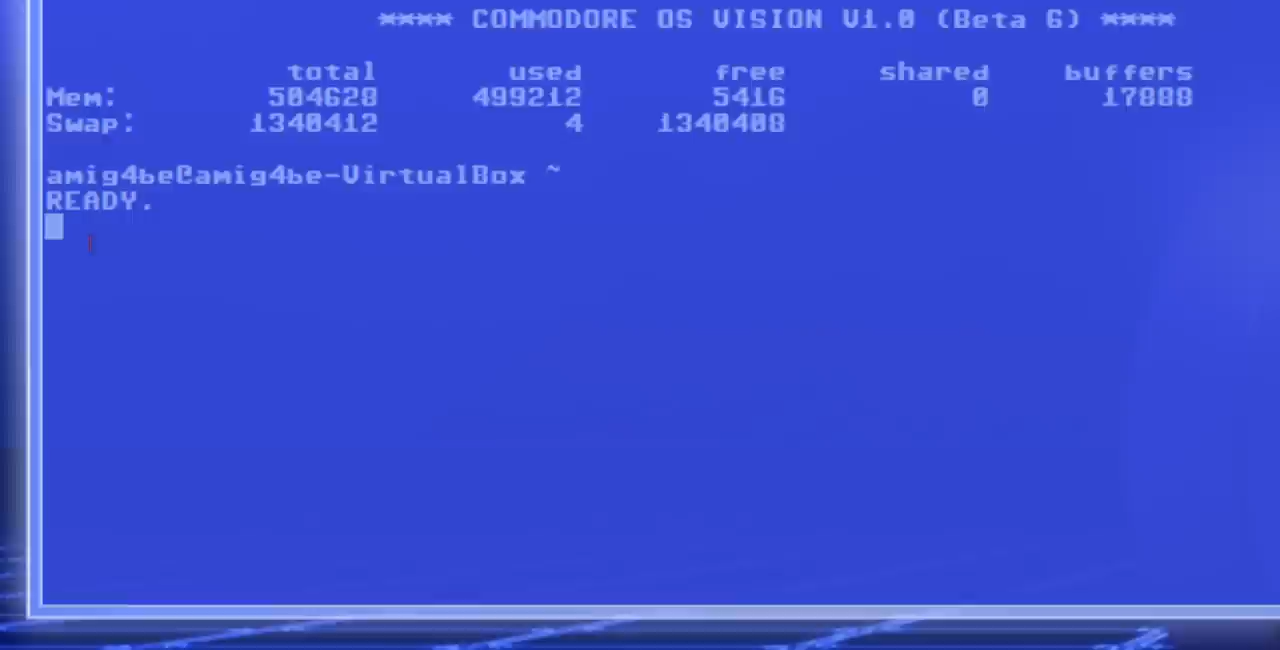 **** COMMODORE OS VISION V1.0 (Beta 6) ****
total used free shared buffers
Mem: 504628 499212 5416 0 17888
Swap: 1340412 4 1340408
amig4be@amig4be-VirtualBox ~
READY.